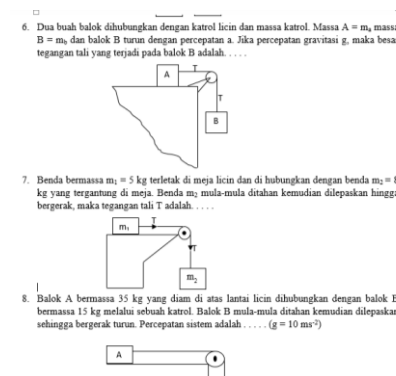 6. Dua buah balok dihubungkan dengan katrol licin dan massa katrol. Massa A = mₐ massa
B = m_b dan balok B turun dengan percepatan a. Jika percepatan gravitasi g, maka besa
tegangan tali yang terjadi pada balok B adalah. . . . .
A
T
T
B
7. Benda bermassa m₁ = 5 kg terletak di meja licin dan di hubungkan dengan benda m₂ =
kg yang tergantung di meja. Benda m₂ mula-mula ditahan kemudian dilepaskan hingga
bergerak, maka tegangan tali T adalah. . . . .
m₁
T
T
m₂
8. Balok A bermassa 35 kg yang diam di atas lantai licin dihubungkan dengan balok B
bermassa 15 kg melalui sebuah katrol. Balok B mula-mula ditahan kemudian dilepaskan
sehingga bergerak turun. Percepatan sistem adalah . . . . . (g = 10 ms⁻²)
A